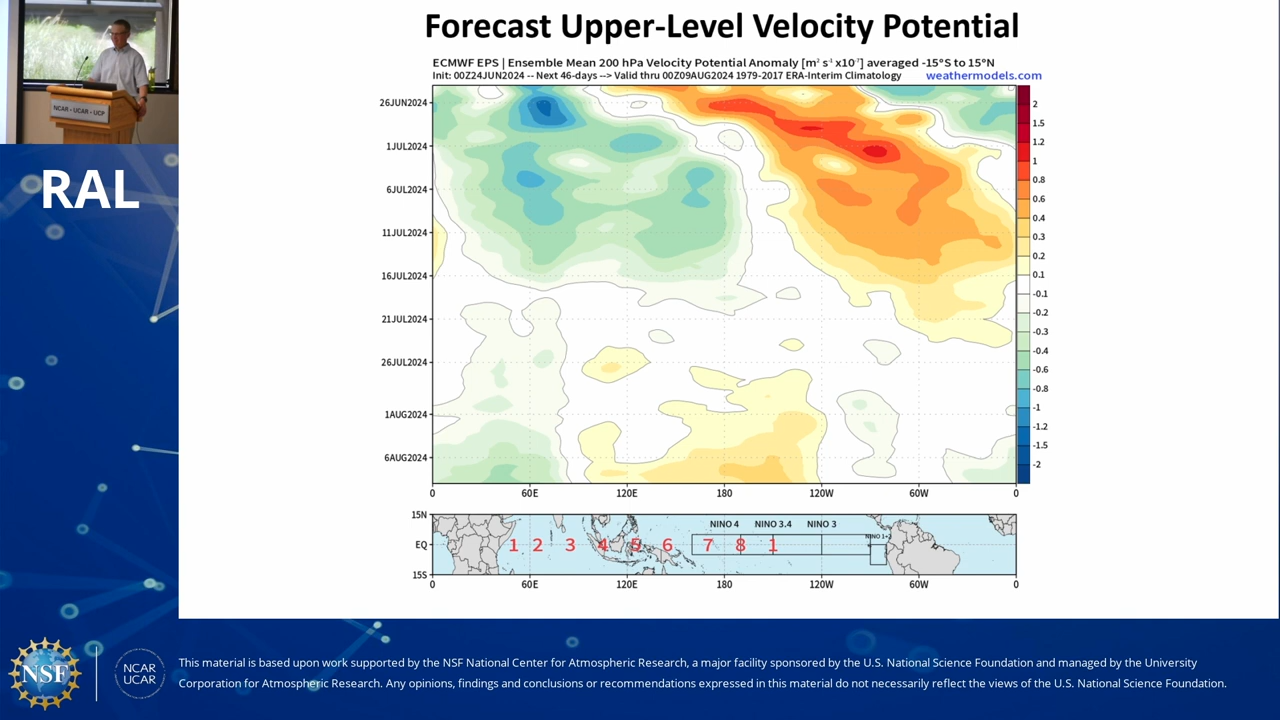 Forecast Upper-Level Velocity Potential
ECMWF EPS | Ensemble Mean 200 hPa Velocity Potential Anomaly [m² s⁻¹ x10⁻⁷] averaged -15°S to 15°N
Init: 00Z24JUN2024 -- Next 46-days --> Valid thru 00Z09AUG2024 1979-2017 ERA-Interim Climatology
weathermodels.com
NCAR - UCAR - UCP
RAL
26JUN2024
1JUL2024
6JUL2024
11JUL2024
16JUL2024
21JUL2024
26JUL2024
1AUG2024
6AUG2024
0 60E 120E 180 120W 60W 0
2
1.5
1.2
1
0.8
0.6
0.4
0.3
0.2
0.1
-0.1
-0.2
-0.3
-0.4
-0.6
-0.8
-1
-1.2
-1.5
-2
15N
EQ
15S
NINO 4 NINO 3.4 NINO 3
NINO 1+2
1 2 3 4 5 6 7 8 1
0 60E 120E 180 120W 60W 0
NSF
NCAR
UCAR
This material is based upon work supported by the NSF National Center for Atmospheric Research, a major facility sponsored by the U.S. National Science Foundation and managed by the University
Corporation for Atmospheric Research. Any opinions, findings and conclusions or recommendations expressed in this material do not necessarily reflect the views of the U.S. National Science Foundation.